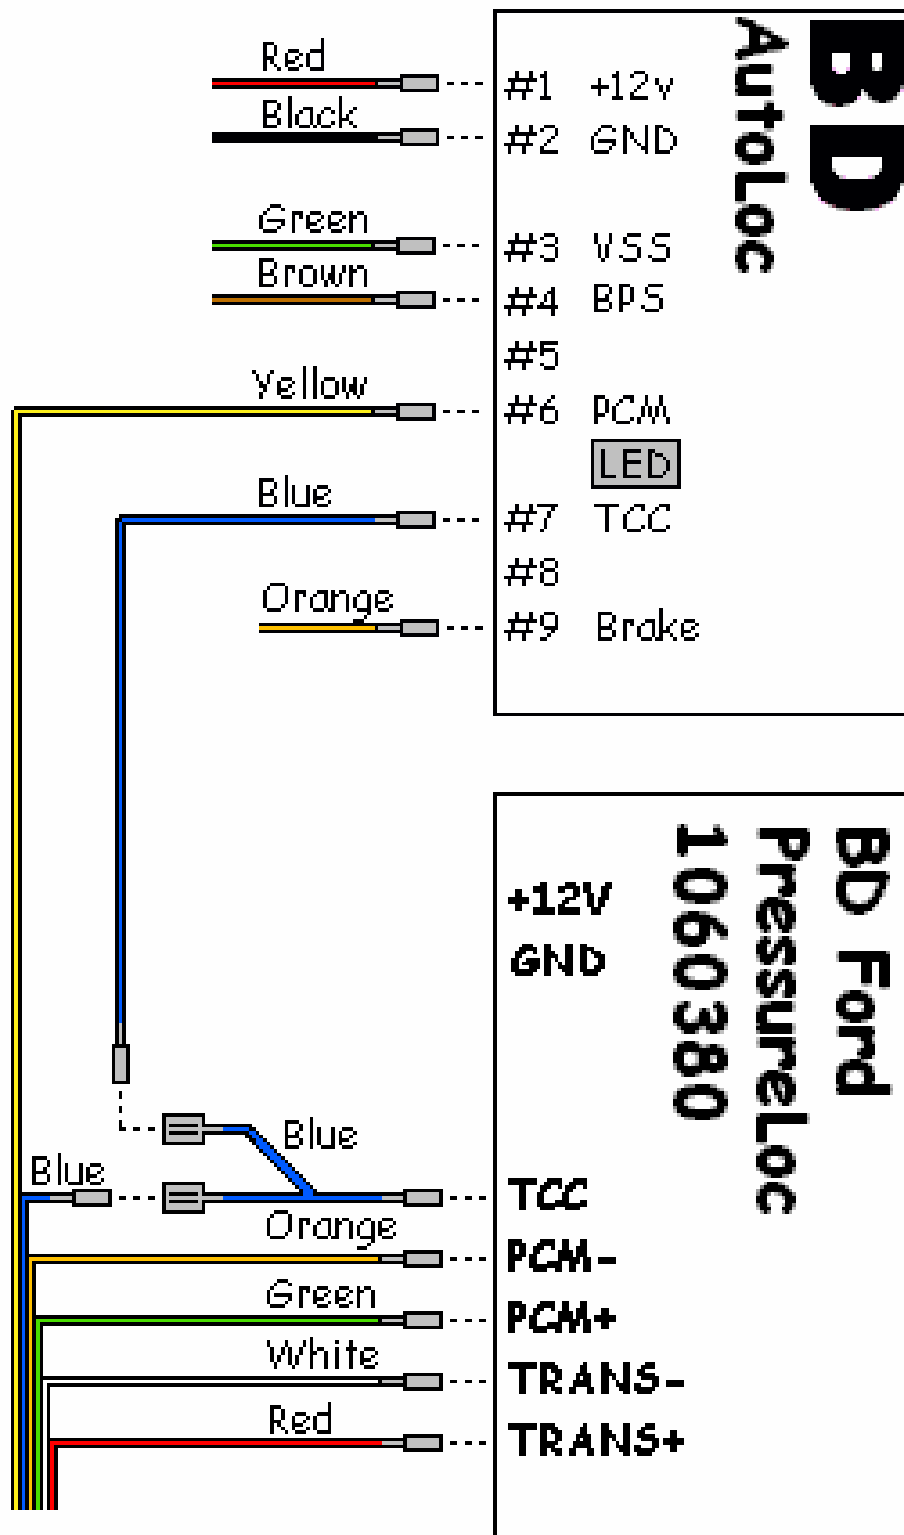 BD
AutoLoc
Red
#1 +12v
Black
#2 GND
Green
#3 VSS
Brown
#4 BPS
#5
Yellow
#6 PCM
LED
Blue
#7 TCC
#8
Orange
#9 Brake
BD Ford
PressureLoc
1060380
+12V
GND
Blue
Blue
TCC
Orange
PCM-
Green
PCM+
White
TRANS-
Red
TRANS+